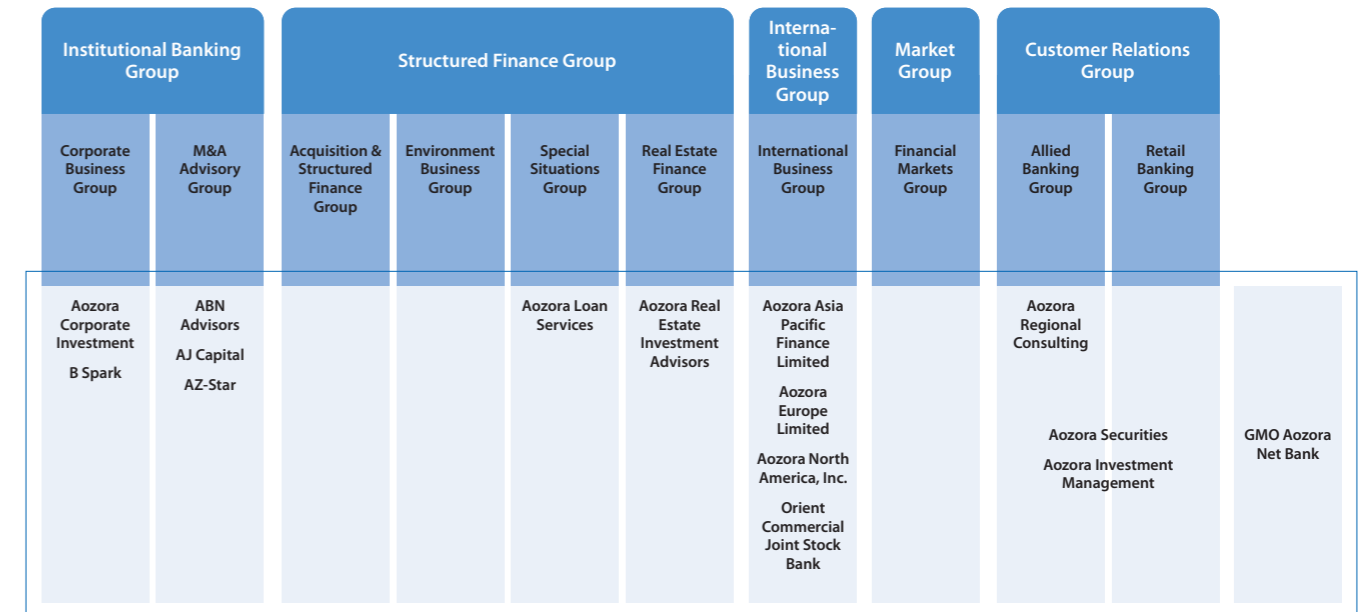 Institutional Banking
Group
Structured Finance Group
Interna-
tional
Business
Group
Market
Group
Customer Relations
Group
Corporate
Business
Group
M&A
Advisory
Group
Acquisition &
Structured
Finance
Group
Environment
Business
Group
Special
Situations
Group
Real Estate
Finance
Group
International
Business
Group
Financial
Markets
Group
Allied
Banking
Group
Retail
Banking
Group
Aozora
Corporate
Investment
B Spark
ABN
Advisors
AJ Capital
AZ-Star
Aozora Loan
Services
Aozora Real
Estate
Investment
Advisors
Aozora Asia
Pacific
Finance
Limited
Aozora
Europe
Limited
Aozora North
America, Inc.
Orient
Commercial
Joint Stock
Bank
Aozora
Regional
Consulting
Aozora Securities
Aozora Investment
Management
GMO Aozora
Net Bank